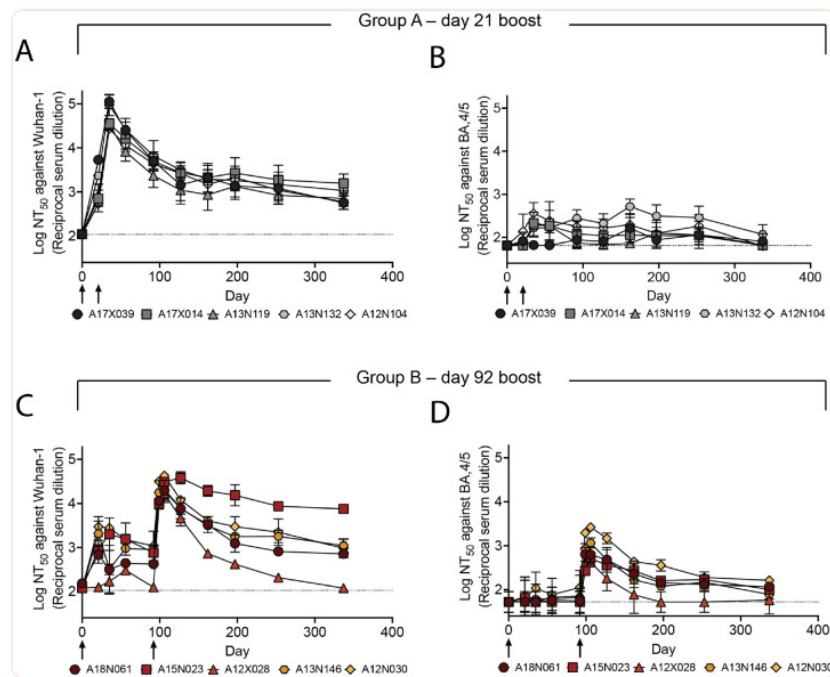 Group A – day 21 boost
A
B
Log NT50 against Wuhan-1
(Reciprocal serum dilution)
5
4
3
2
0
100
200
300
400
Day
A17X039 A17X014 A13N119 A13N132 A12N104
Log NT50 against BA,4/5
(Reciprocal serum dilution)
5
4
3
2
0
100
200
300
400
Day
A17X039 A17X014 A13N119 A13N132 A12N104
Group B – day 92 boost
C
D
Log NT50 against Wuhan-1
(Reciprocal serum dilution)
5
4
3
2
0
100
200
300
400
Day
A18N061 A15N023 A12X028 A13N146 A12N030
Log NT50 against BA,4/5
(Reciprocal serum dilution)
5
4
3
2
0
100
200
300
400
Day
A18N061 A15N023 A12X028 A13N146 A12N030